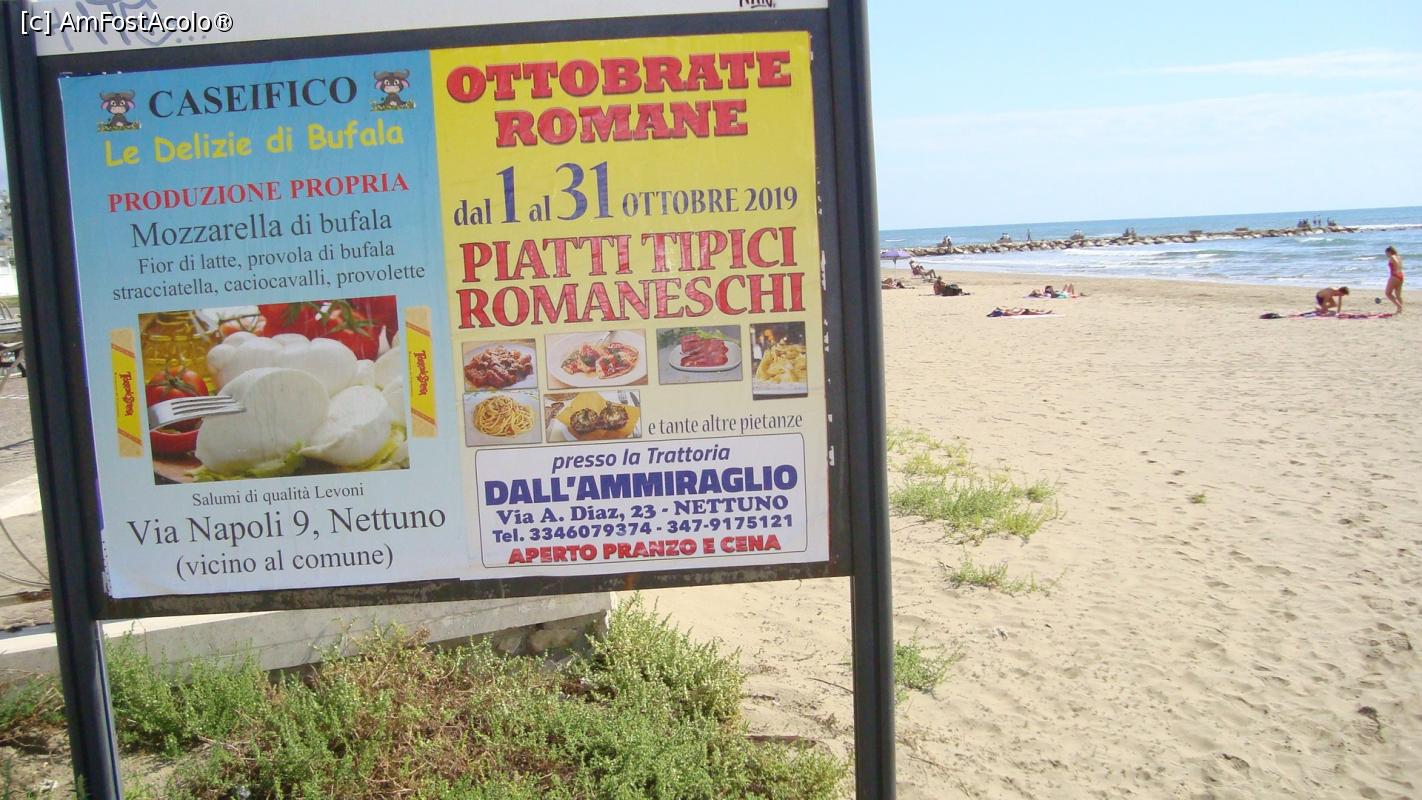 [c] AmFostAcolo®
CASEIFICO
Le Delizie di Bufala
PRODUZIONE PROPRIA
Mozzarella di bufala
Fior di latte, provola di bufala
stracciatella, caciocavalli, provolette
Salumi di qualità Levoni
Via Napoli 9, Nettuno
(vicino al comune)
OTTOBRATE
ROMANE
dal 1 al 31 OTTOBRE 2019
PIATTI TIPICI
ROMANESCHI
e tante altre pietanze
presso la Trattoria
DALL'AMMIRAGLIO
Via A. Diaz, 23 - NETTUNO
Tel. 3346079374 - 347-9175121
APERTO PRANZO E CENA